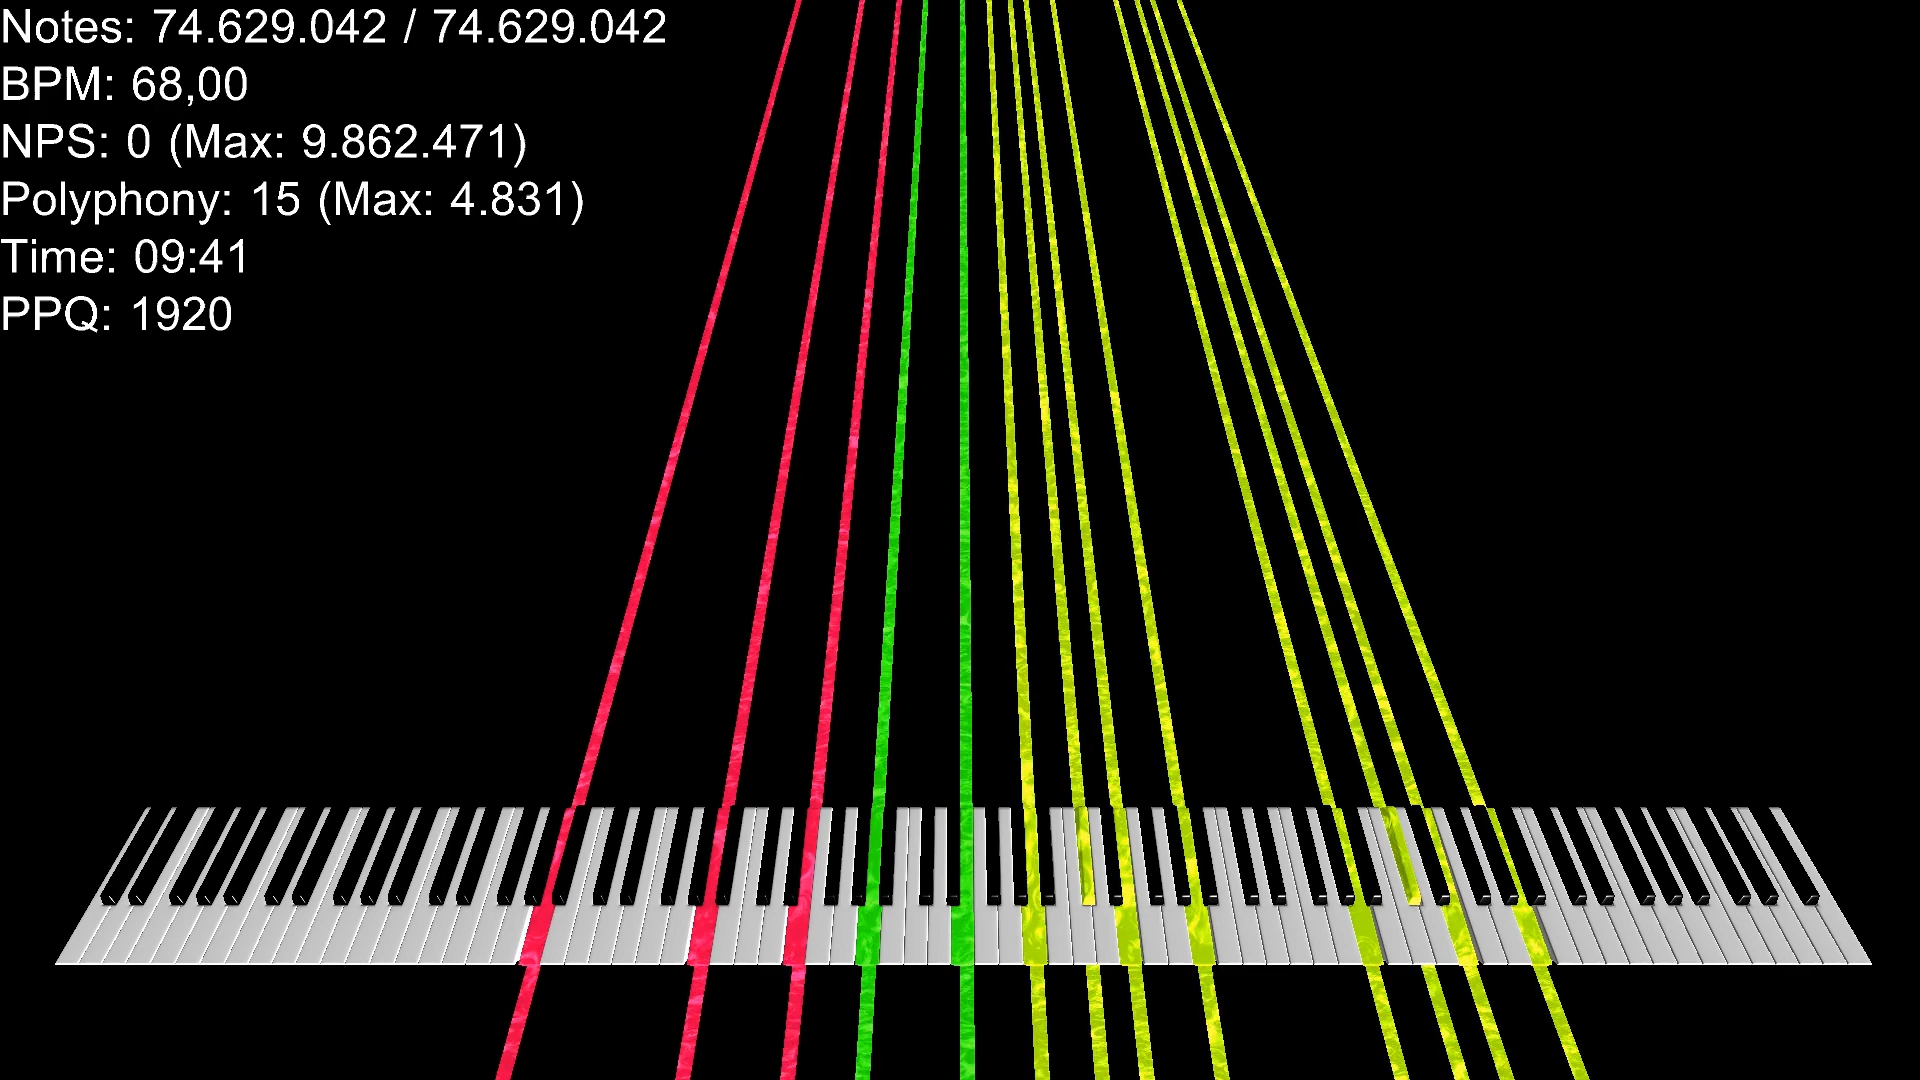 Notes: 74.629.042 / 74.629.042
BPM: 68,00
NPS: 0 (Max: 9.862.471)
Polyphony: 15 (Max: 4.831)
Time: 09:41
PPQ: 1920